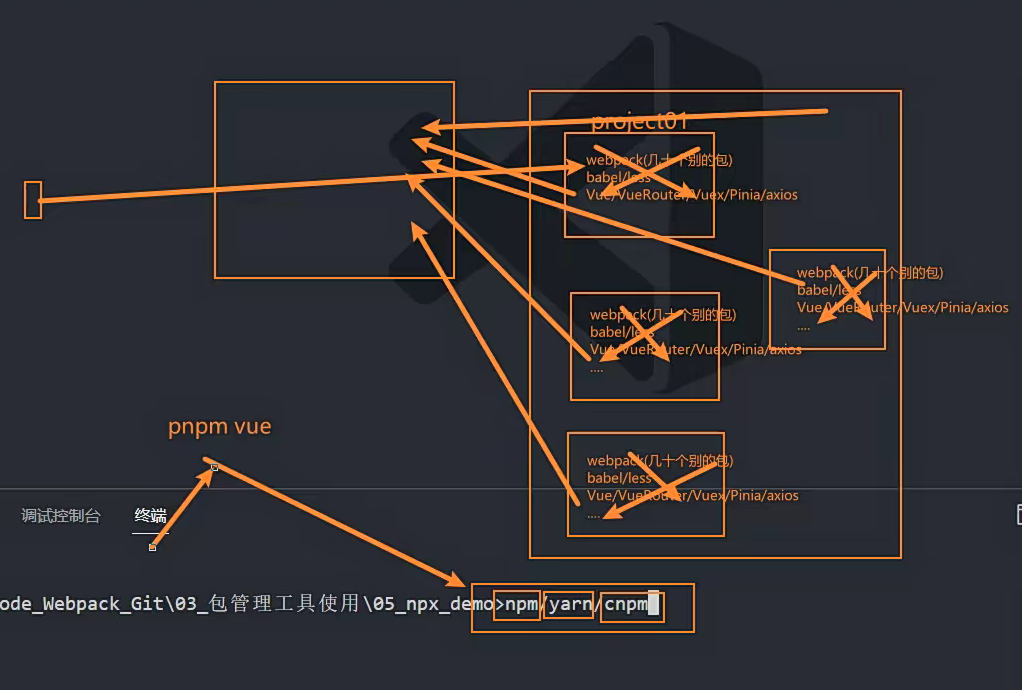 project01
webpack(几十个别的包)
babel/less
Vue/VueRouter/Vuex/Pinia/axios
webpack(几十个别的包)
babel/less
Vue/VueRouter/Vuex/Pinia/axios
....
webpack(几十个别的包)
babel/less
Vue/VueRouter/Vuex/Pinia/axios
....
pnpm vue
webpack(几十个别的包)
babel/less
Vue/VueRouter/Vuex/Pinia/axios
....
调试控制台 终端
ode_Webpack_Git\03_包管理工具使用\05_npx_demo>npm/yarn/cnpm